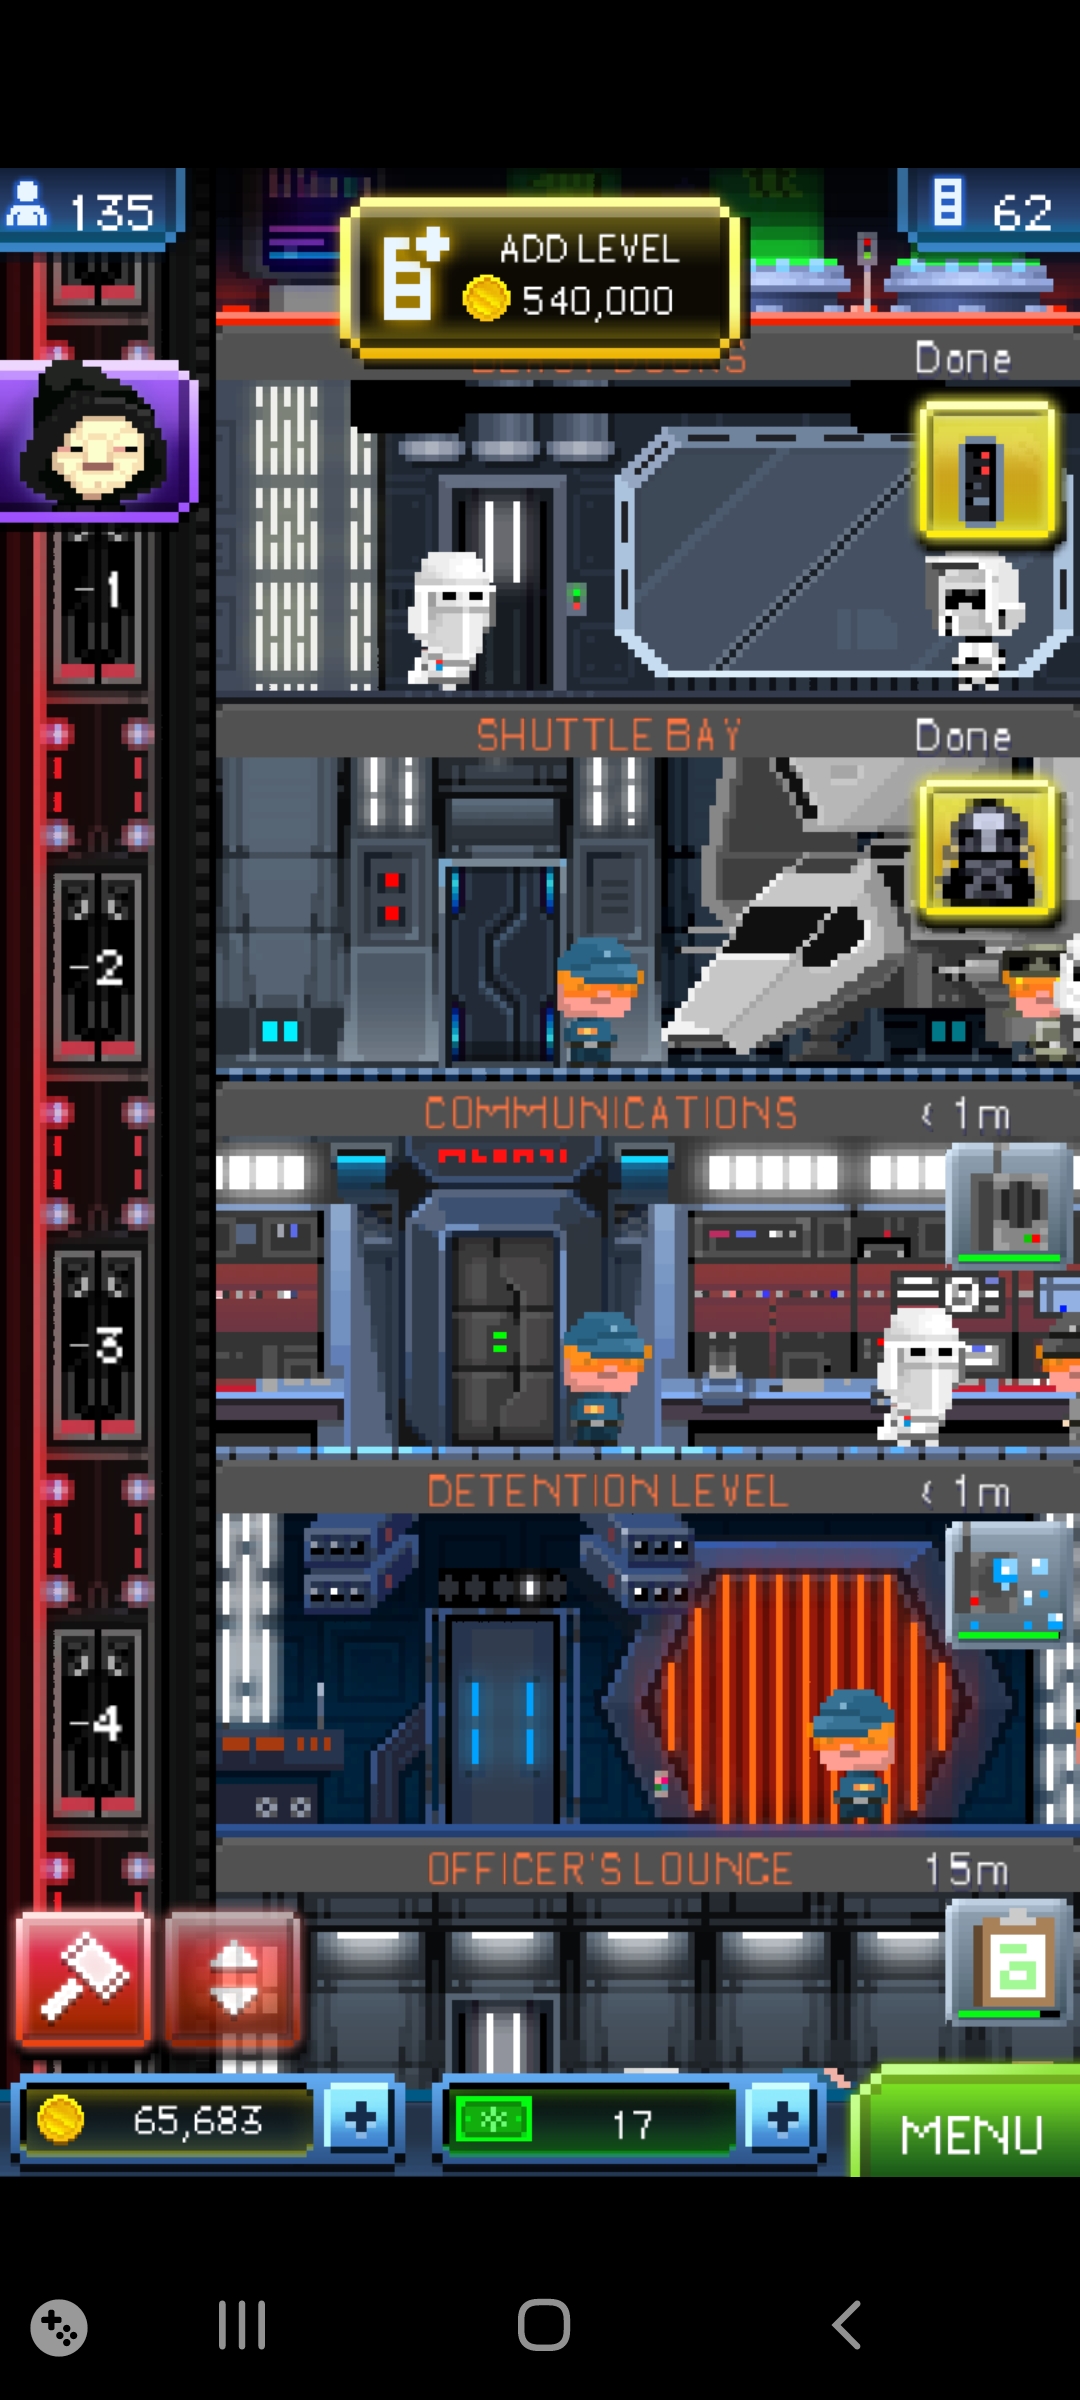 135
ADD LEVEL
540,000
62
Done
-1
SHUTTLE BAY
Done
-2
COMMUNICATIONS
< 1m
-3
DETENTION LEVEL
< 1m
-4
OFFICER'S LOUNGE
15m
65,683
17
MENU